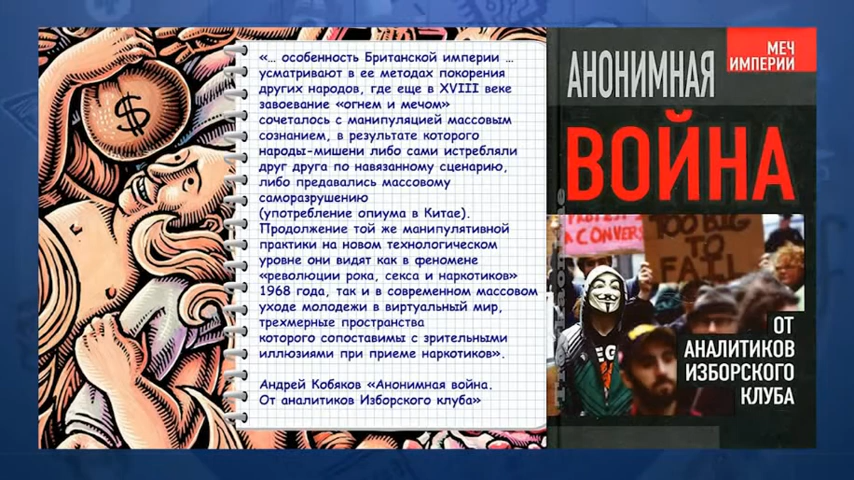 «… особенность Британской империи …
усматривают в ее методах покорения
других народов, где еще в XVIII веке
завоевание «огнем и мечом»
сочеталось с манипуляцией массовым
сознанием, в результате которого
народы-мишени либо сами истребляли
друг друга по навязанному сценарию,
либо предавались массовому
саморазрушению
(употребление опиума в Китае).
Продолжение той же манипулятивной
практики на новом технологическом
уровне они видят как в феномене
«революции рока, секса и наркотиков»
1968 года, так и в современном массовом
уходе молодежи в виртуальный мир,
трехмерные пространства
которого сопоставимы с зрительными
иллюзиями при приеме наркотиков».
Андрей Кобяков «Анонимная война.
От аналитиков Изборского клуба»
МЕЧ
ИМПЕРИИ
АНОНИМНАЯ
ВОЙНА
A CONVERS
TOO BIG
TO
FAIL
ОТ
АНАЛИТИКОВ
ИЗБОРСКОГО
КЛУБА
$